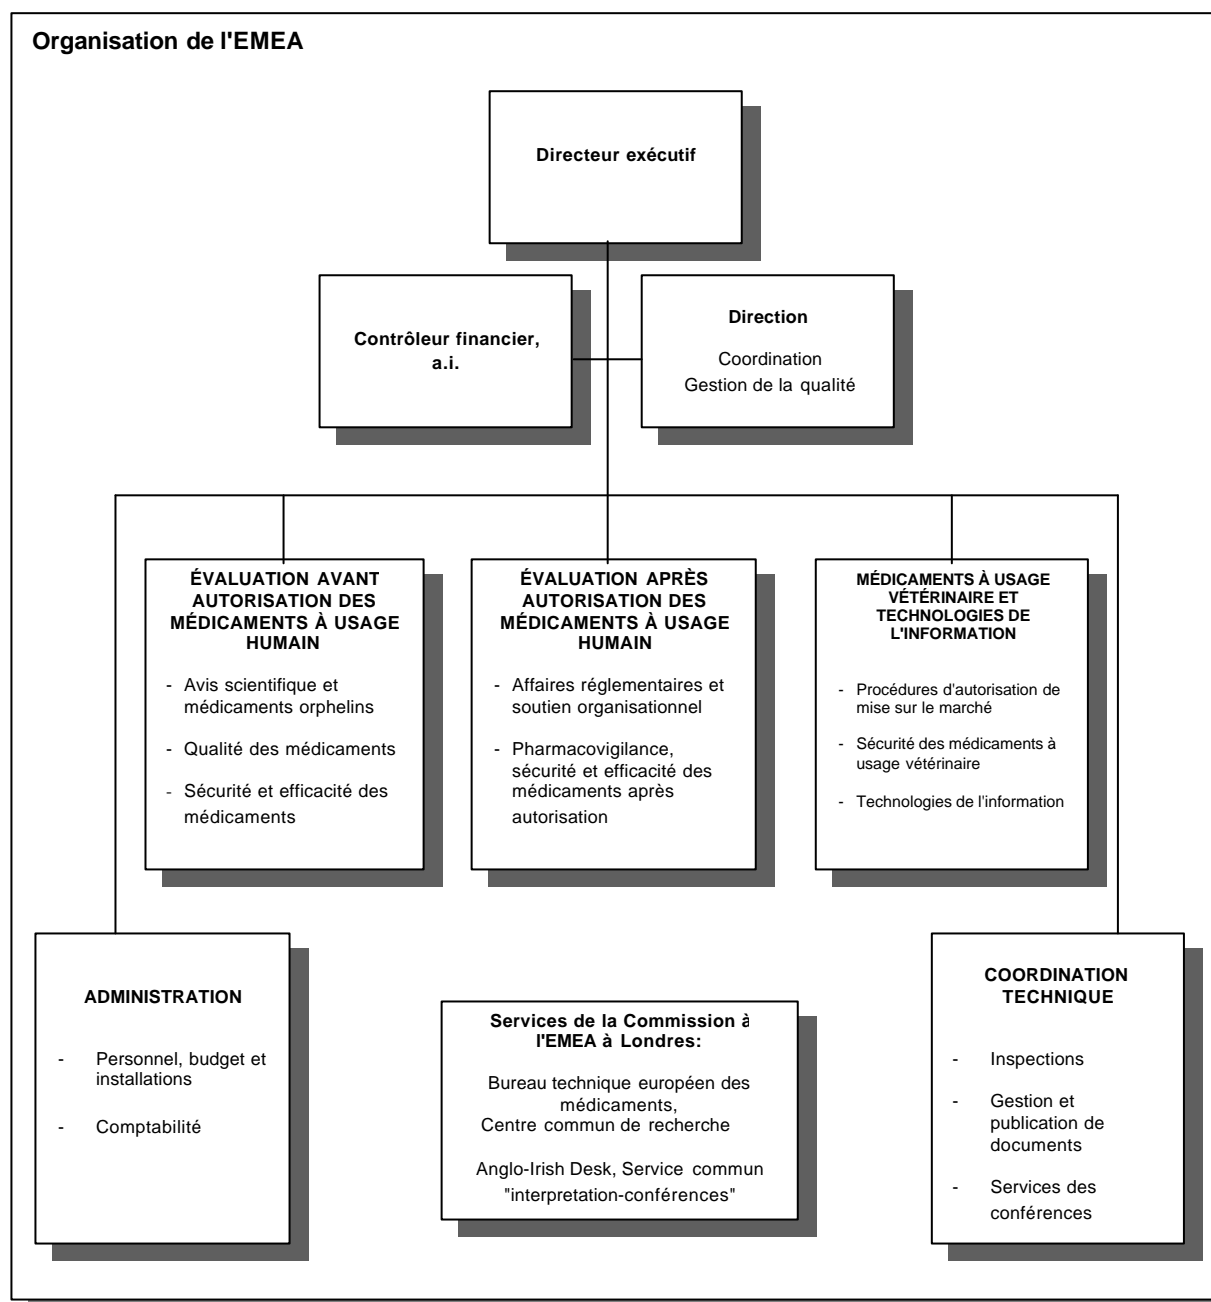 Organisation de l'EMEA
Directeur exécutif
Contrôleur financier,
a.i.
Direction
Coordination
Gestion de la qualité
ÉVALUATION AVANT
AUTORISATION DES
MÉDICAMENTS À USAGE
HUMAIN
- Avis scientifique et
médicaments orphelins
- Qualité des médicaments
- Sécurité et efficacité des
médicaments
ÉVALUATION APRÈS
AUTORISATION DES
MÉDICAMENTS À USAGE
HUMAIN
- Affaires réglementaires et
soutien organisationnel
- Pharmacovigilance,
sécurité et efficacité des
médicaments après
autorisation
MÉDICAMENTS À USAGE
VÉTÉRINAIRE ET
TECHNOLOGIES DE
L'INFORMATION
- Procédures d'autorisation de
mise sur le marché
- Sécurité des médicaments à
usage vétérinaire
- Technologies de l'information
ADMINISTRATION
- Personnel, budget et
installations
- Comptabilité
Services de la Commission à
l'EMEA à Londres:
Bureau technique européen des
médicaments,
Centre commun de recherche
Anglo-Irish Desk, Service commun
"interpretation-conférences"
COORDINATION
TECHNIQUE
- Inspections
- Gestion et
publication de
documents
- Services des
conférences